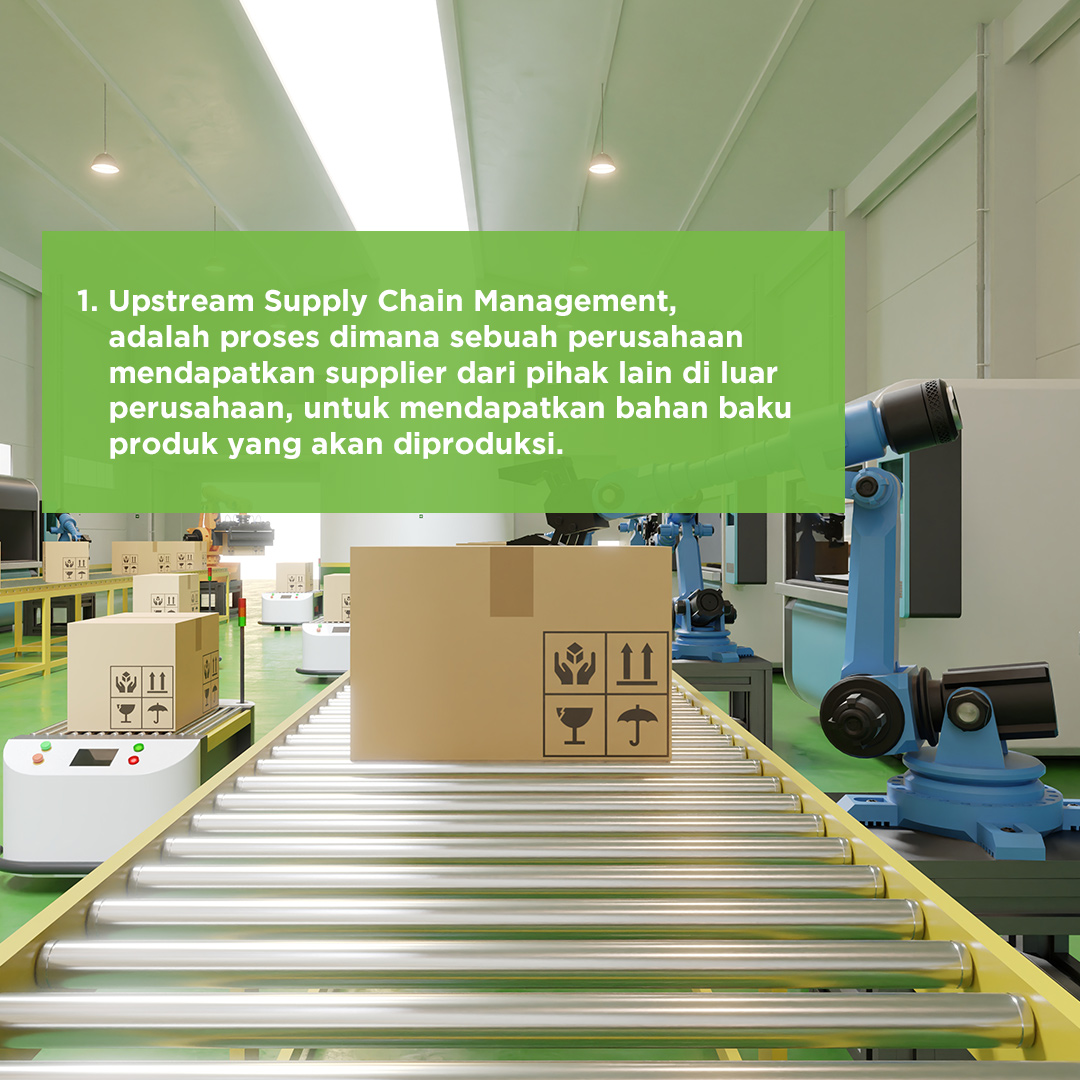 1. Upstream Supply Chain Management,
adalah proses dimana sebuah perusahaan
mendapatkan supplier dari pihak lain di luar
perusahaan, untuk mendapatkan bahan baku
produk yang akan diproduksi.